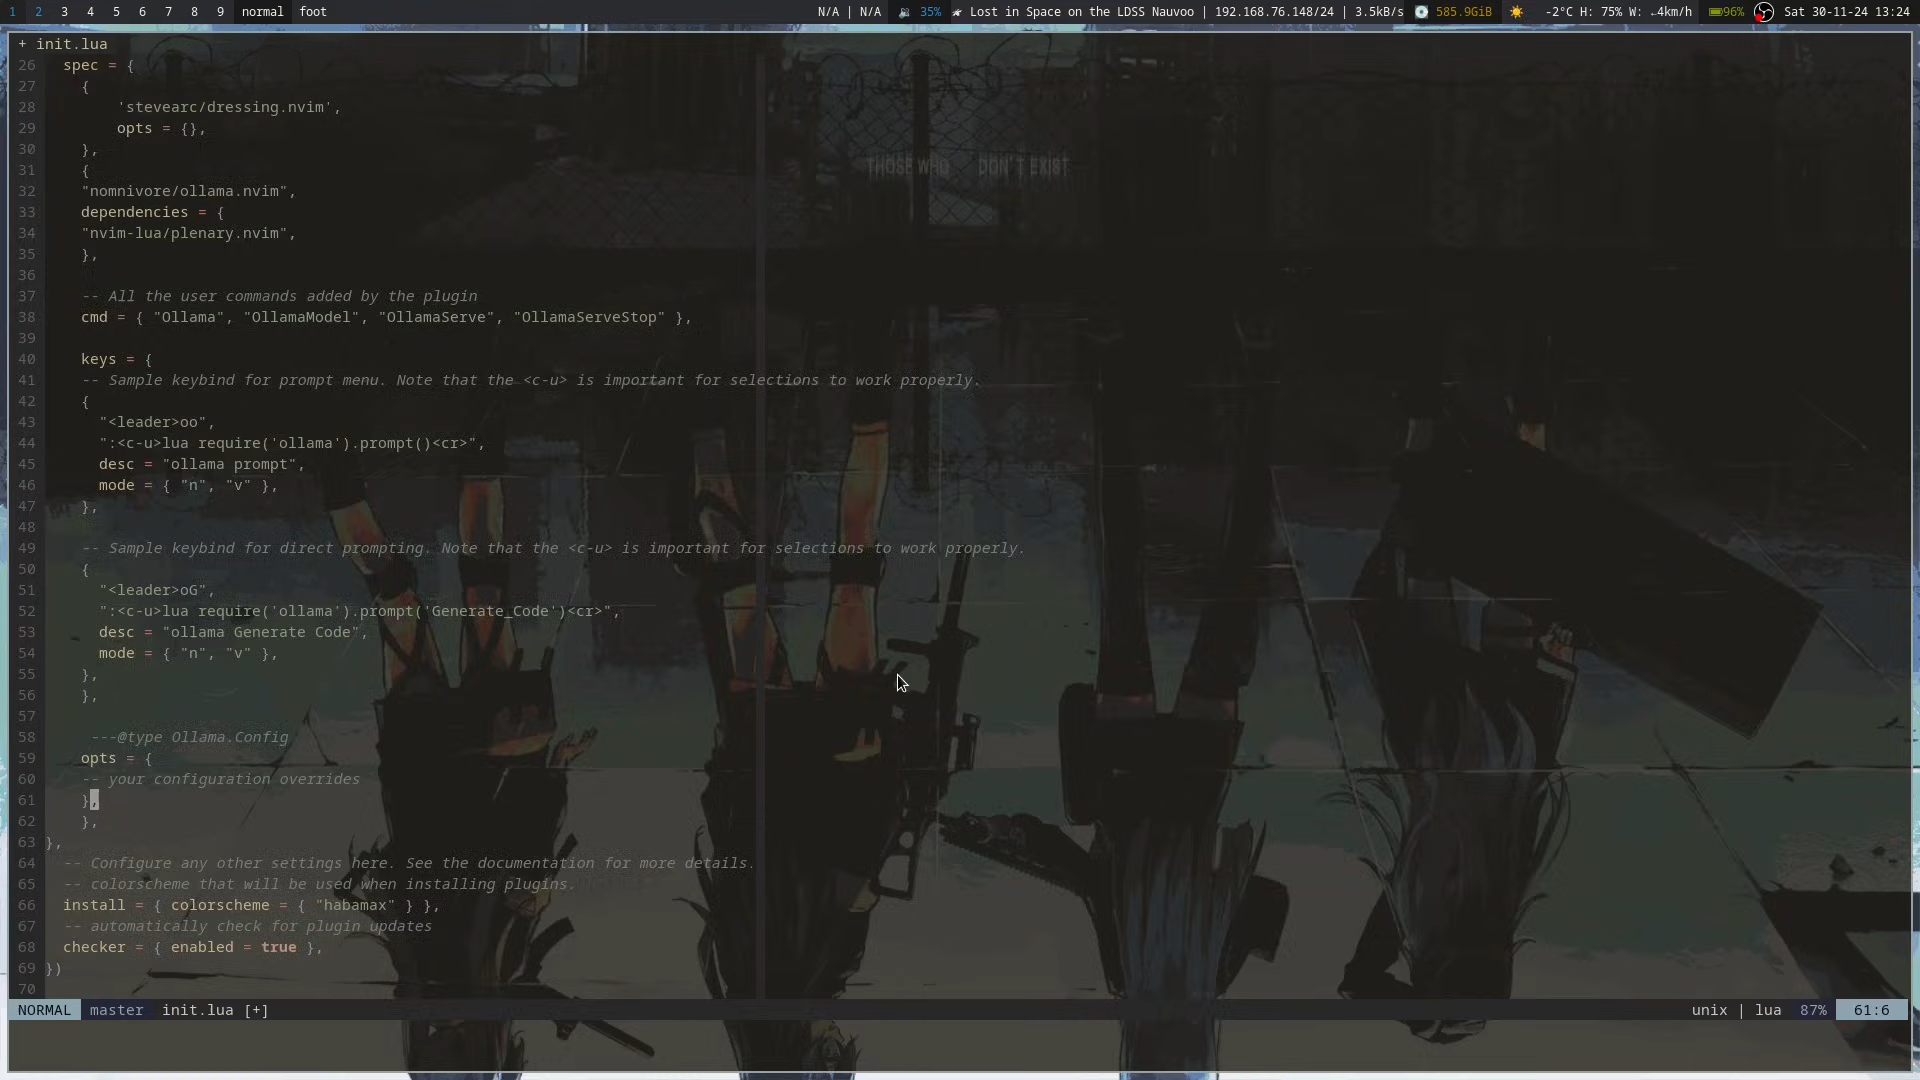 1 2 3 4 5 6 7 8 9 normal foot N/A | N/A 35% Lost in Space on the LDSS Nauvoo | 192.168.76.148/24 | 3.5kB/s 585.9GiB -2°C H: 75% W: 4km/h 96% Sat 30-11-24 13:24
+ init.lua
26 spec = {
27 {
28 'stevearc/dressing.nvim',
29 opts = {},
30 },
31 {
32 "nomnivore/ollama.nvim",
33 dependencies = {
34 "nvim-lua/plenary.nvim",
35 },
36
37 -- All the user commands added by the plugin
38 cmd = { "Ollama", "OllamaModel", "OllamaServe", "OllamaServeStop" },
39
40 keys = {
41 -- Sample keybind for prompt menu. Note that the <c-u> is important for selections to work properly.
42 {
43 "<leader>oo",
44 ":<c-u>lua require('ollama').prompt()<cr>",
45 desc = "ollama prompt",
46 mode = { "n", "v" },
47 },
48
49 -- Sample keybind for direct prompting. Note that the <c-u> is important for selections to work properly.
50 {
51 "<leader>oG",
52 ":<c-u>lua require('ollama').prompt('Generate_Code')<cr>",
53 desc = "ollama Generate Code",
54 mode = { "n", "v" },
55 },
56 },
57
58 ---@type Ollama.Config
59 opts = {
60 -- your configuration overrides
61 },
62 },
63 },
64 -- Configure any other settings here. See the documentation for more details.
65 -- colorscheme that will be used when installing plugins.
66 install = { colorscheme = { "habamax" } },
67 -- automatically check for plugin updates
68 checker = { enabled = true },
69 })
70
THOSE WHO DON'T EXIST
NORMAL master init.lua [+] unix | lua 87% 61:6